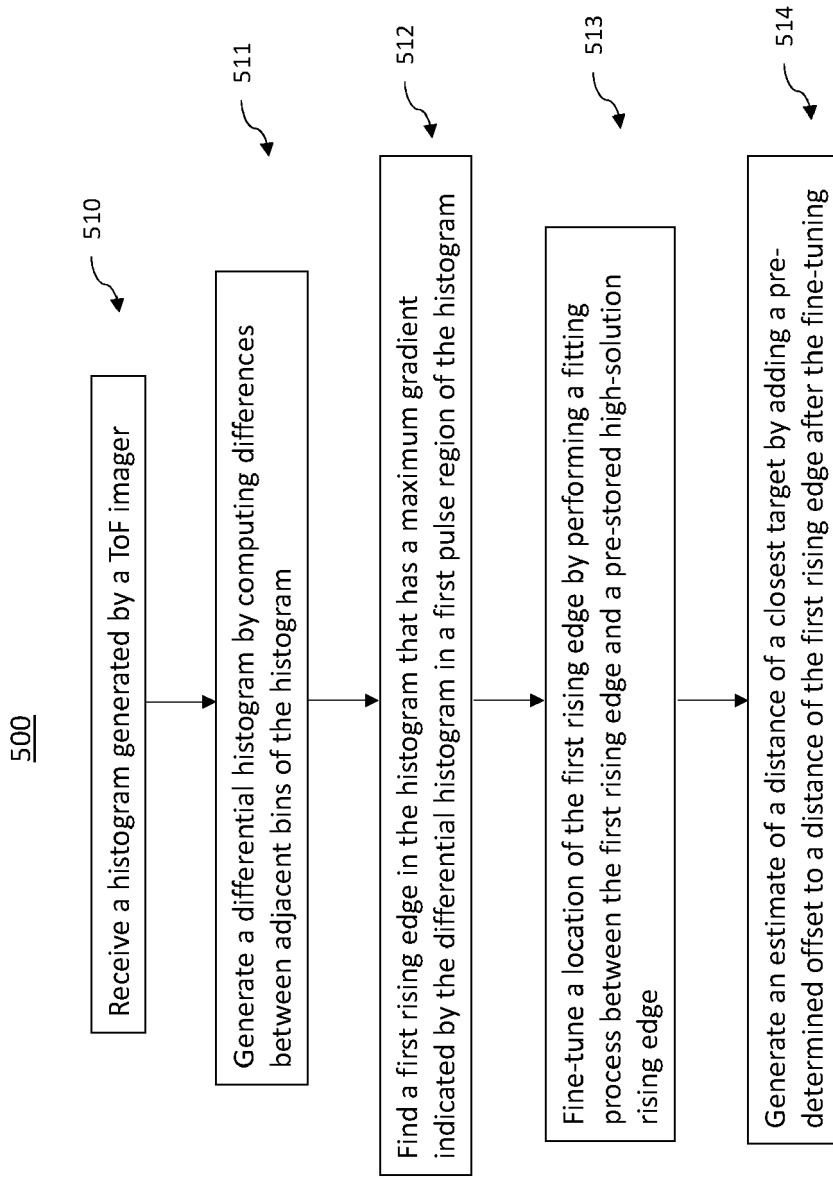 500
Receive a histogram generated by a ToF imager
510
Generate a differential histogram by computing differences
between adjacent bins of the histogram
511
Find a first rising edge in the histogram that has a maximum gradient
indicated by the differential histogram in a first pulse region of the histogram
512
Fine-tune a location of the first rising edge by performing a fitting
process between the first rising edge and a pre-stored high-solution
rising edge
513
Generate an estimate of a distance of a closest target by adding a pre-
determined offset to a distance of the first rising edge after the fine-tuning
514